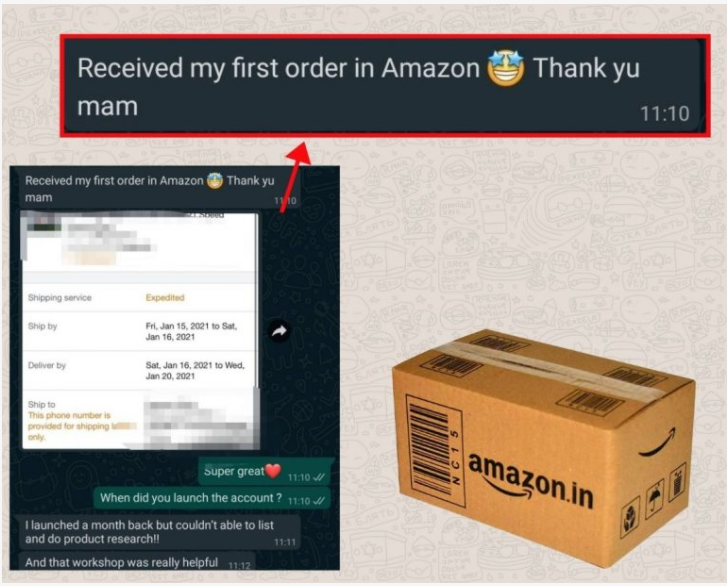 Received my first order in Amazon 🤩 Thank yu
mam
11:10
Received my first order in Amazon 🤩 Thank yu
mam
11:10
Speed
Shipping service Expedited
Ship by Fri, Jan 15, 2021 to Sat,
Jan 16, 2021
Deliver by Sat, Jan 16, 2021 to Wed,
Jan 20, 2021
Ship to
This phone number is
provided for shipping
only.
Super great❤️ 11:10
When did you launch the account ? 11:10
I launched a month back but couldn't able to list
and do product research!!
11:11
And that workshop was really helpful 11:12
NC15
amazon.in